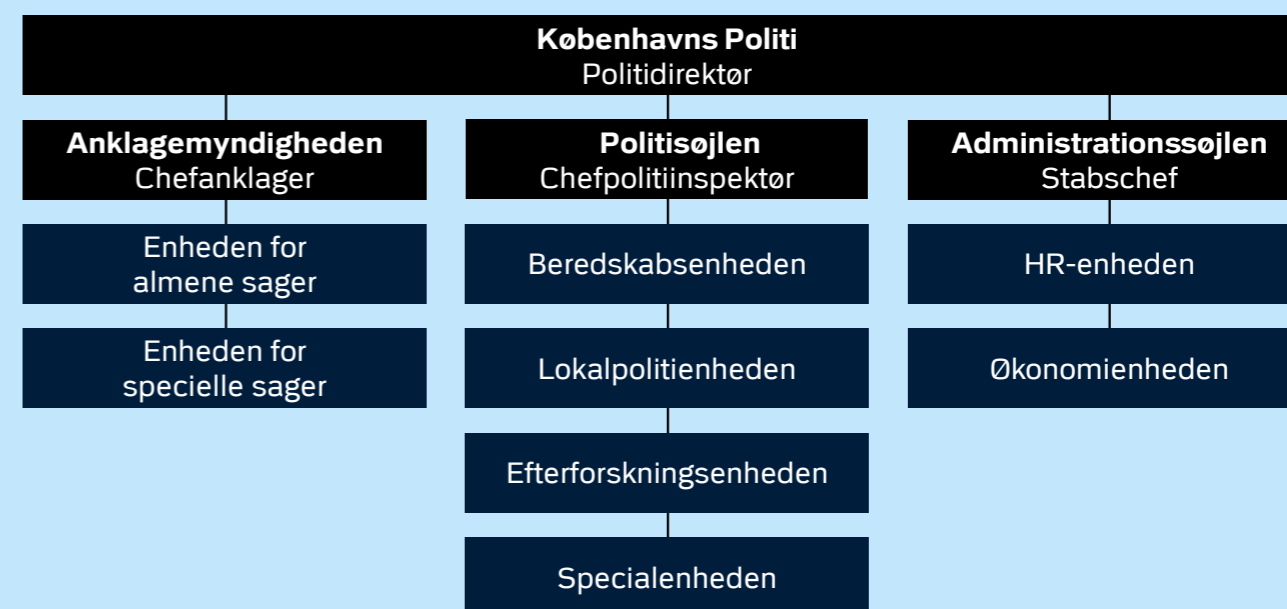 Københavns Politi
Politidirektør
Anklagemyndigheden
Chefanklager
Enheden for
almene sager
Enheden for
specielle sager
Politisøjlen
Chefpolitiinspektør
Beredskabsenheden
Lokalpolitienheden
Efterforskningsenheden
Specialenheden
Administrationssøjlen
Stabschef
HR-enheden
Økonomienheden